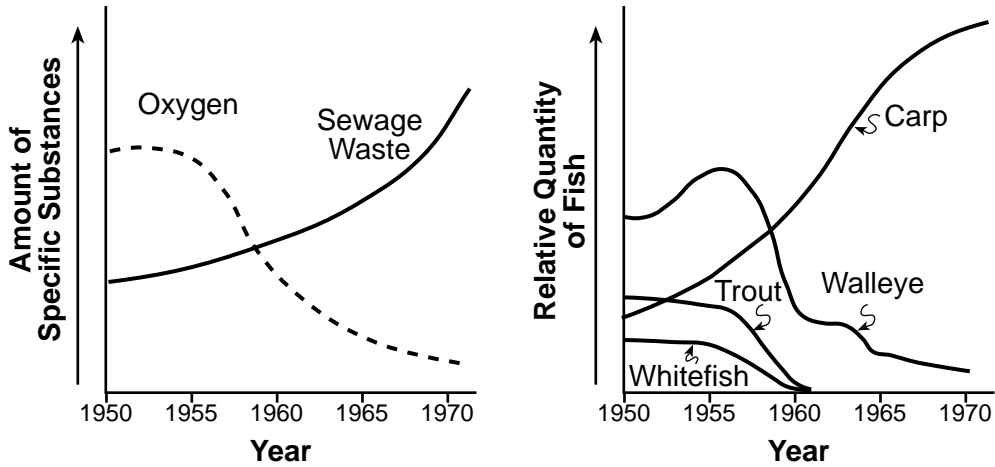 Amount of
Specific Substances
Oxygen
Sewage
Waste
1950 1955 1960 1965 1970
Year
Relative Quantity
of Fish
Carp
Trout
Walleye
Whitefish
1950 1955 1960 1965 1970
Year